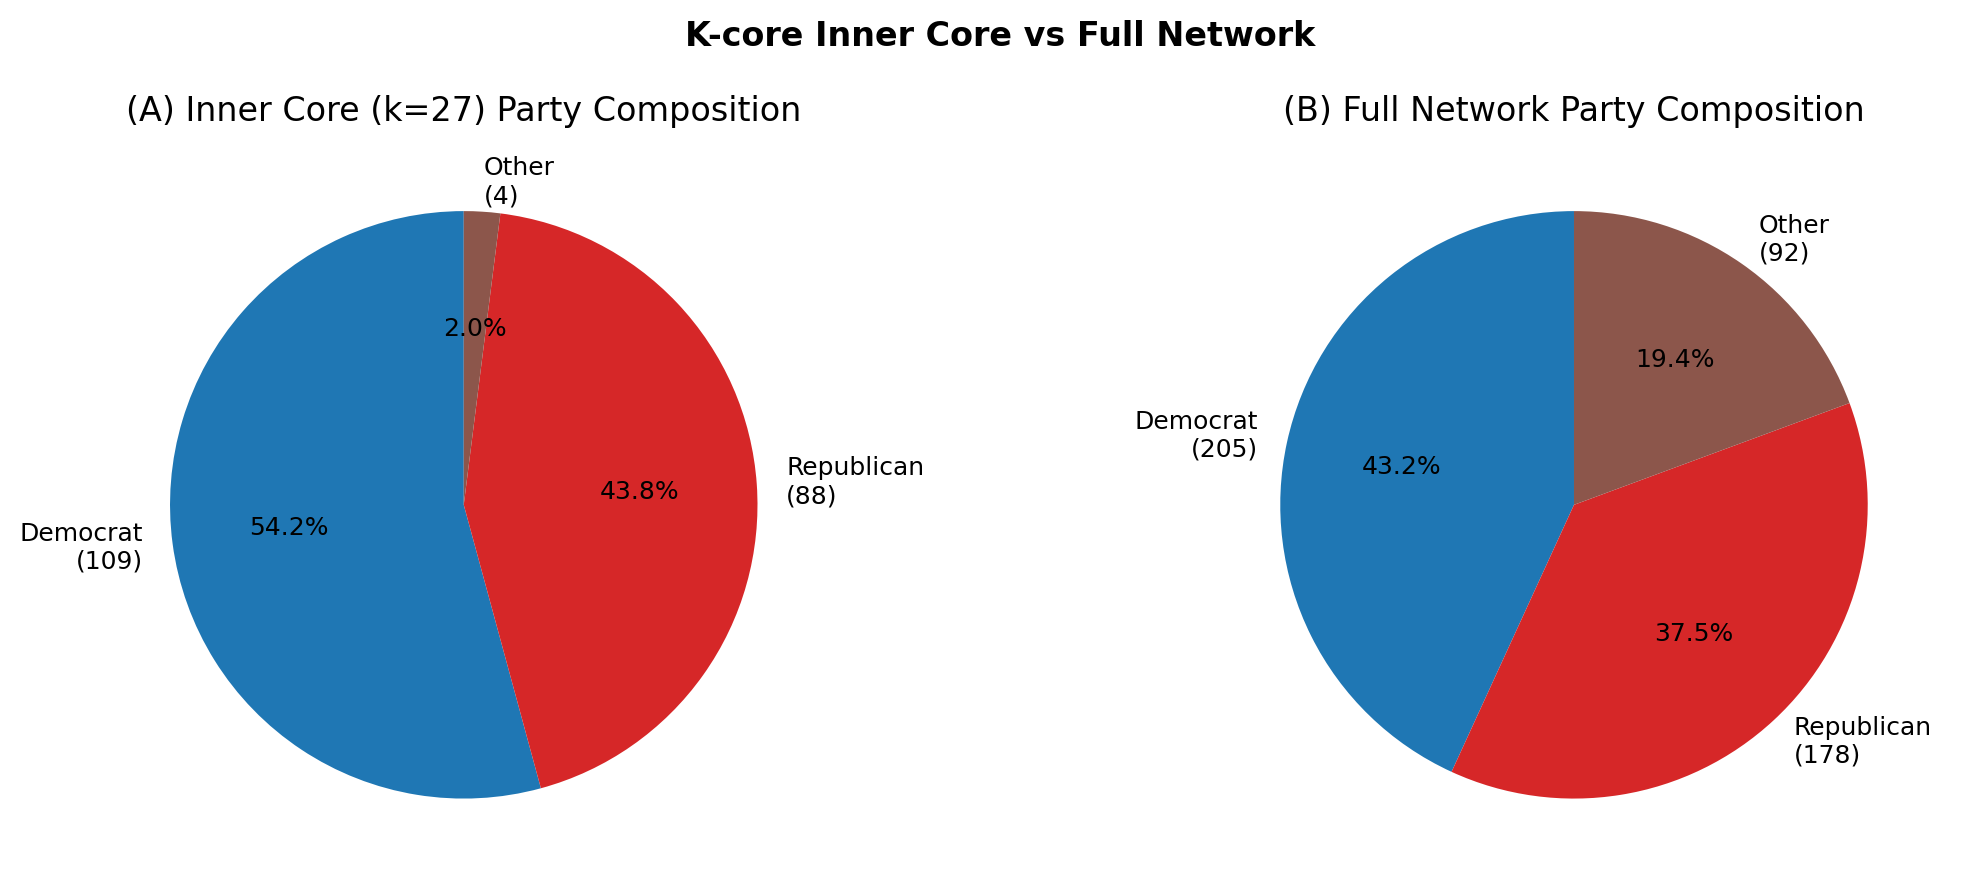 K-core Inner Core vs Full Network
(A) Inner Core (k=27) Party Composition
Other
(4)
2.0%
Republican
(88)
43.8%
54.2%
Democrat
(109)
(B) Full Network Party Composition
Other
(92)
19.4%
Democrat
(205)
43.2%
37.5%
Republican
(178)